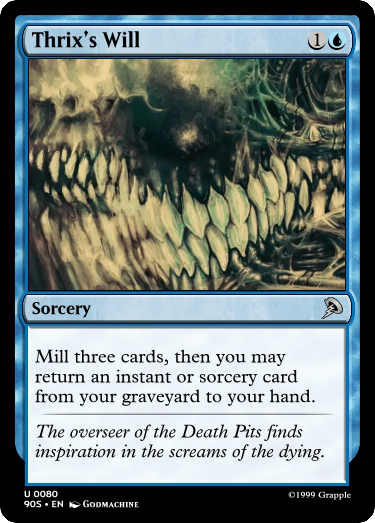 Thrix's Will
1
Sorcery
Mill three cards, then you may
return an instant or sorcery card
from your graveyard to your hand.
The overseer of the Death Pits finds
inspiration in the screams of the dying.
U 0080
90S • EN GODMACHINE
©1999 Grapple